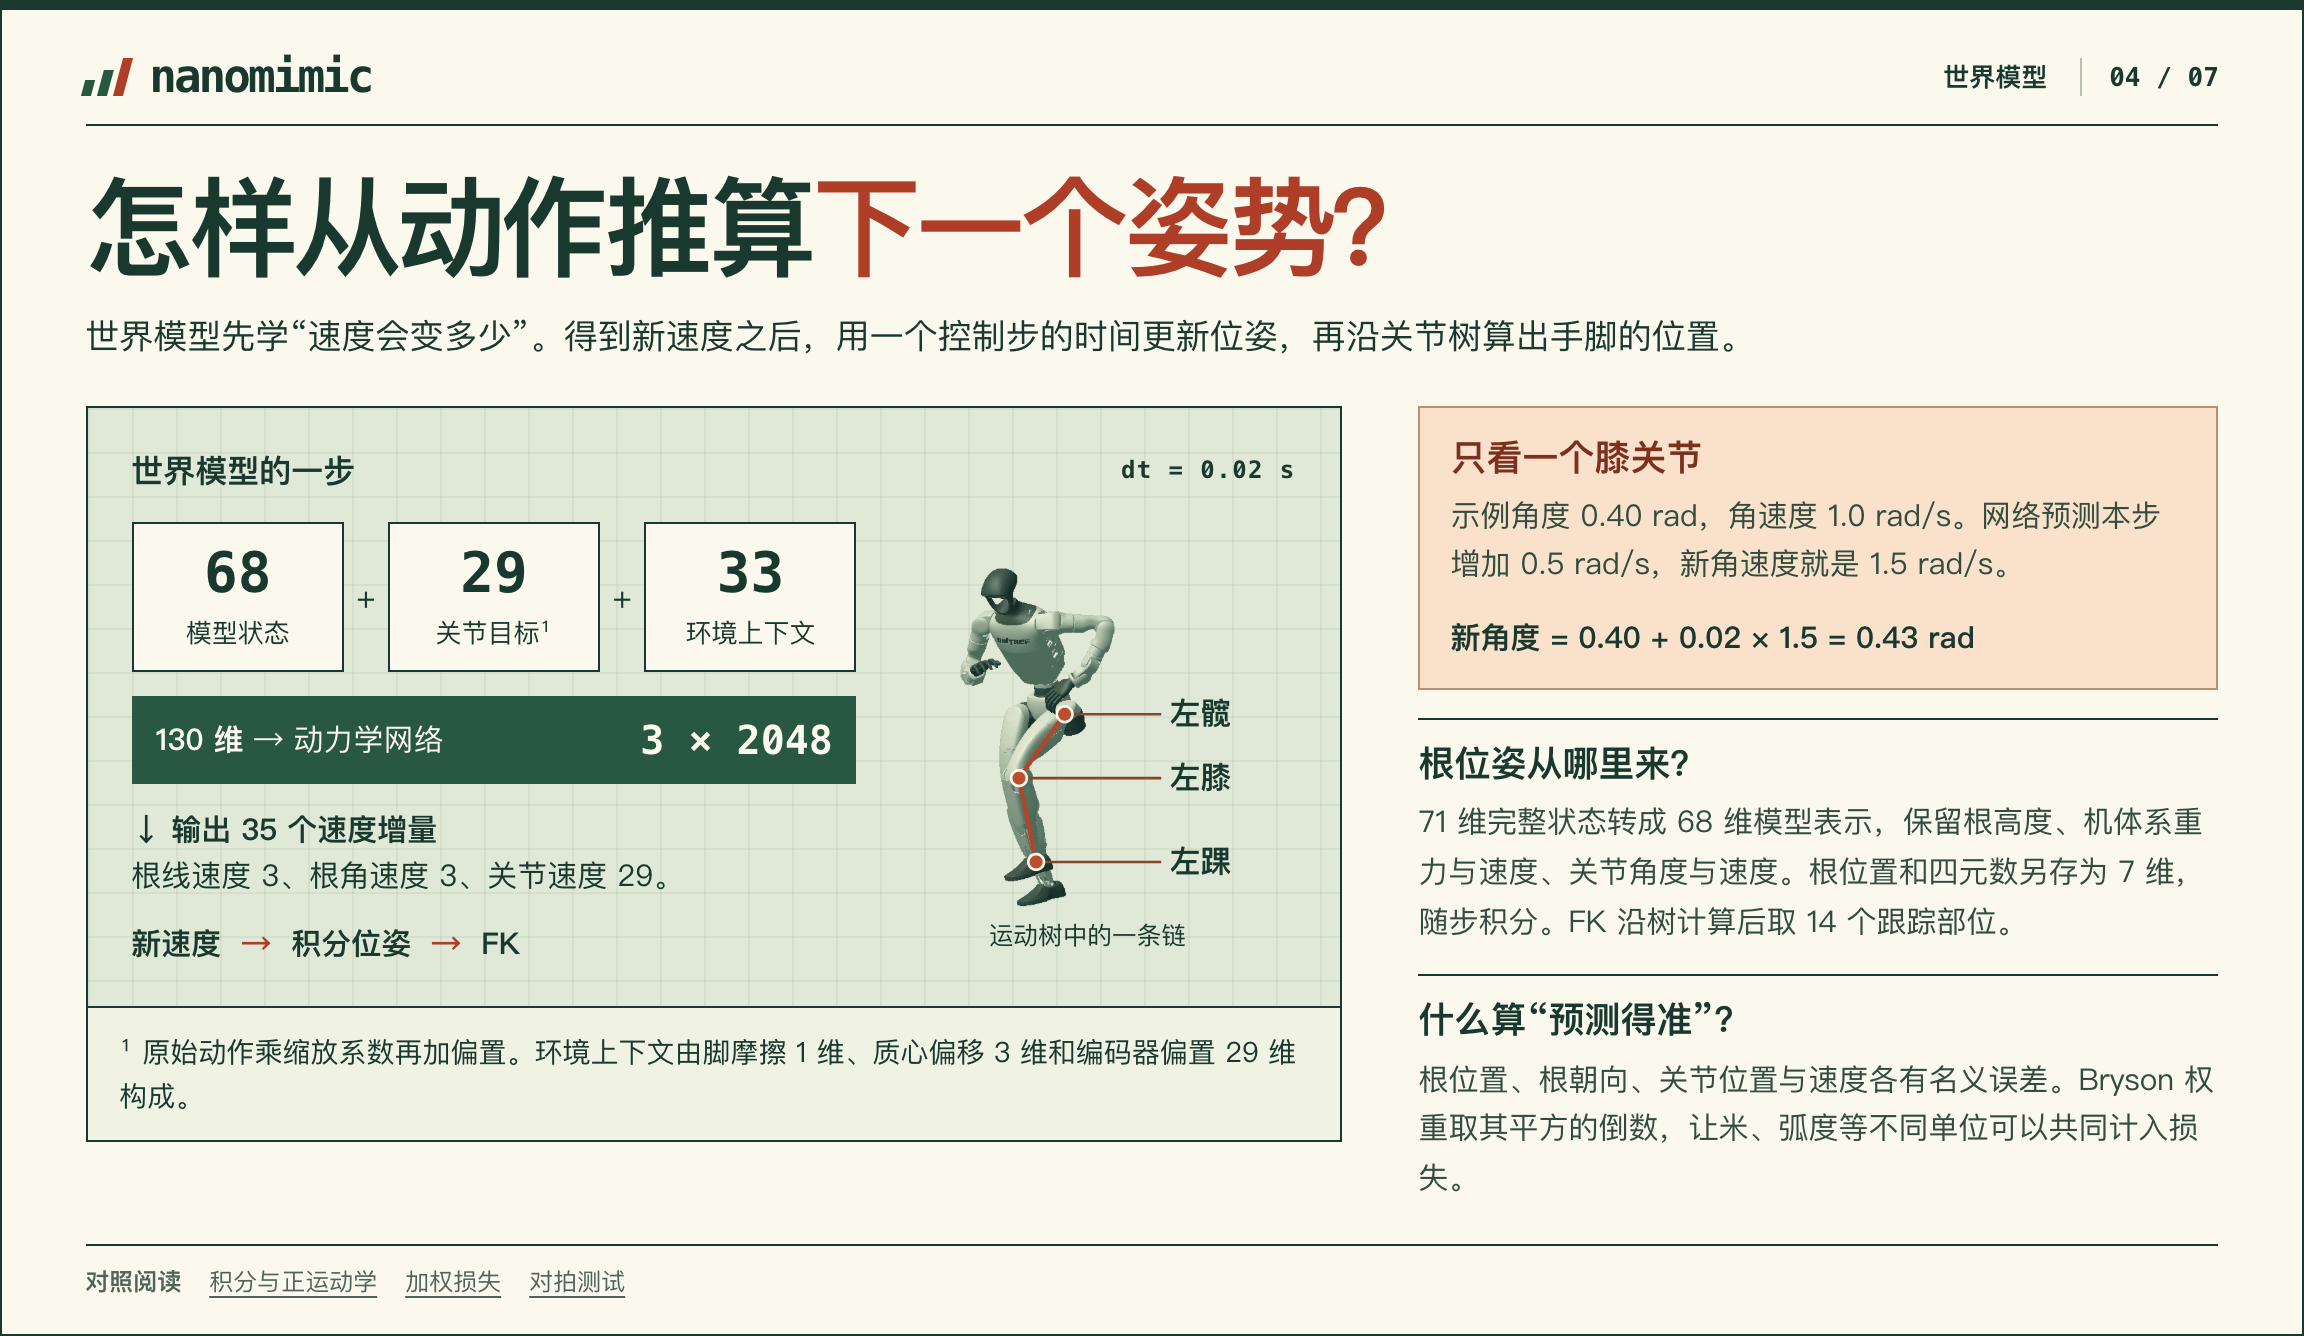 nanomimic
世界模型
04 / 07
怎样从动作推算下一个姿势？
世界模型先学“速度会变多少”。得到新速度之后，用一个控制步的时间更新位姿，再沿关节树算出手脚的位置。
世界模型的一步
dt = 0.02 s
68
模型状态
+
29
关节目标¹
+
33
环境上下文
130 维 → 动力学网络
3 × 2048
↓ 输出 35 个速度增量
根线速度 3、根角速度 3、关节速度 29。
新速度 → 积分位姿 → FK
左髋
左膝
左踝
运动树中的一条链
¹ 原始动作乘缩放系数再加偏置。环境上下文由脚摩擦 1 维、质心偏移 3 维和编码器偏置 29 维
构成。
只看一个膝关节
示例角度 0.40 rad，角速度 1.0 rad/s。网络预测本步
增加 0.5 rad/s，新角速度就是 1.5 rad/s。
新角度 = 0.40 + 0.02 × 1.5 = 0.43 rad
根位姿从哪里来？
71 维完整状态转成 68 维模型表示，保留根高度、机体系重
力与速度、关节角度与速度。根位置和四元数另存为 7 维，
随步积分。FK 沿树计算后取 14 个跟踪部位。
什么算“预测得准”？
根位置、根朝向、关节位置与速度各有名义误差。Bryson 权
重取其平方的倒数，让米、弧度等不同单位可以共同计入损
失。
对照阅读
积分与正运动学
加权损失
对拍测试